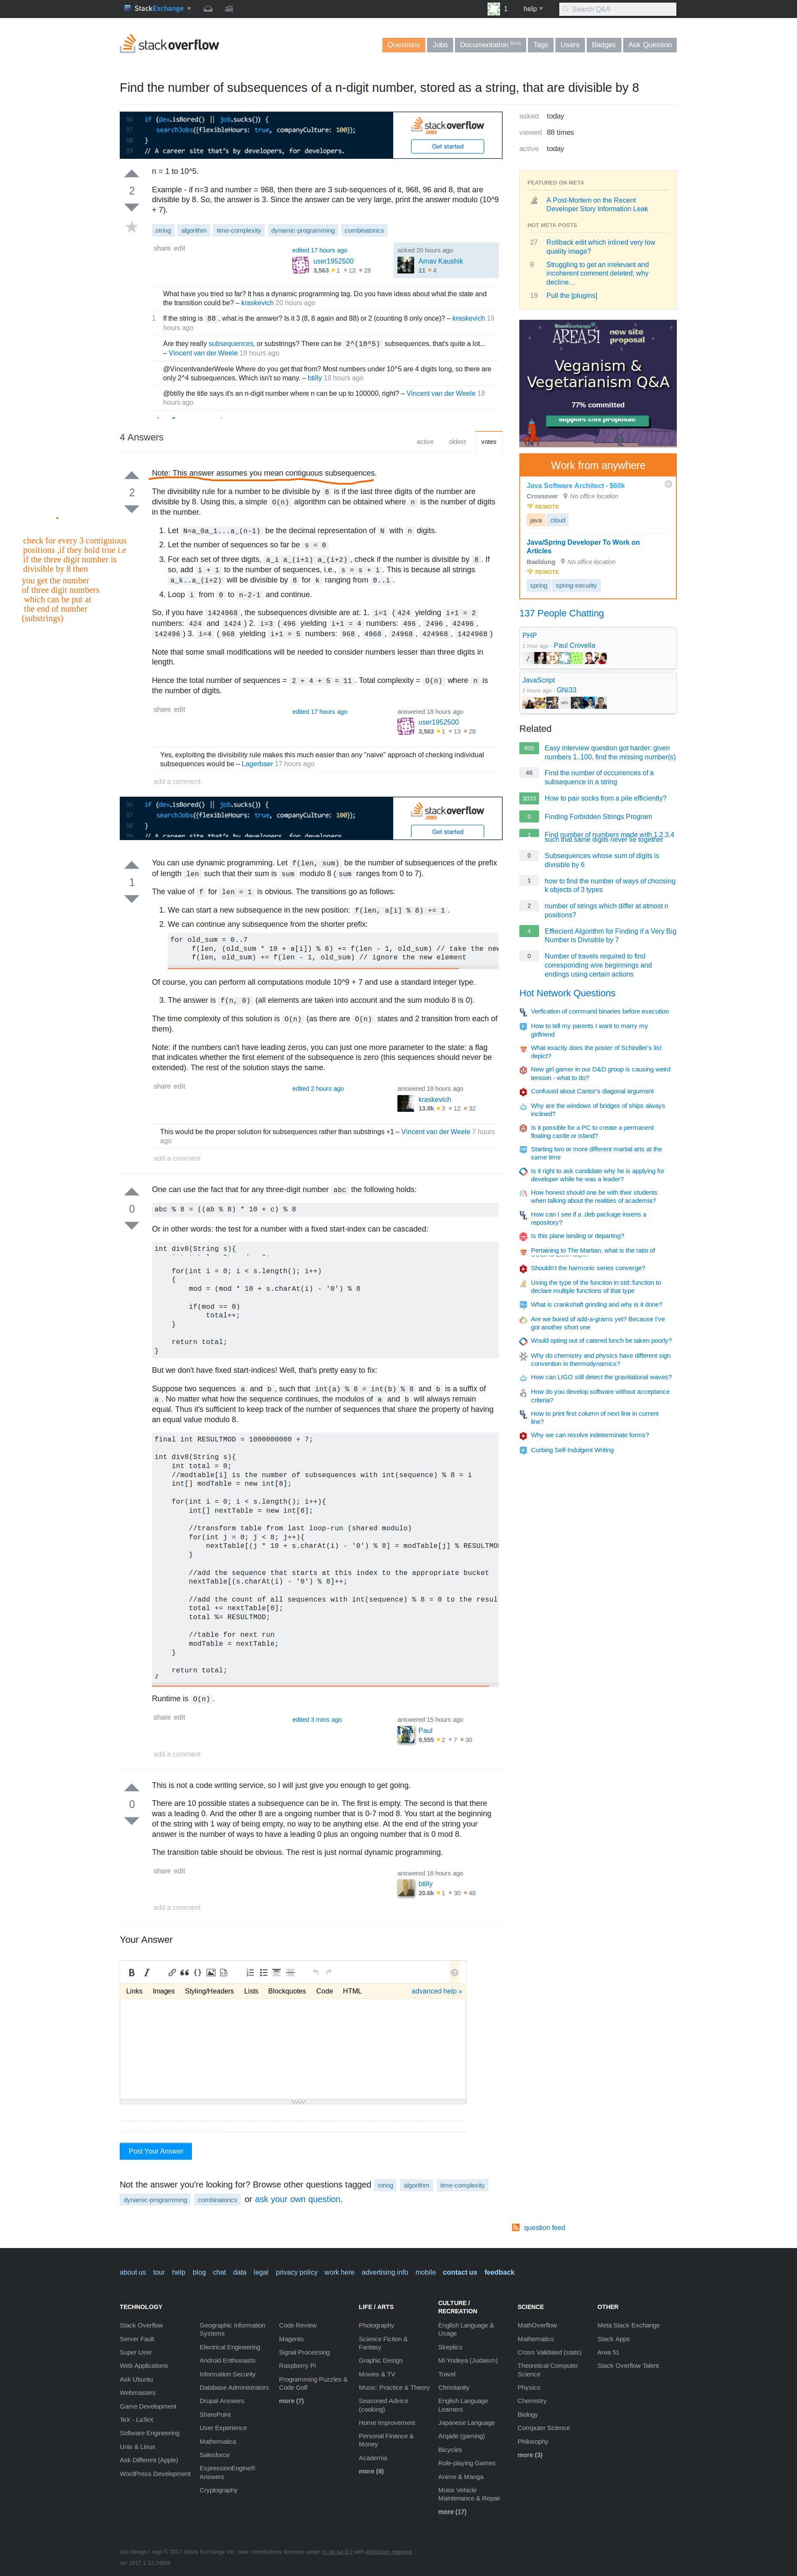 StackExchange
1
help
Search Q&A
stackoverflow
Questions Jobs Documentation Beta Tags Users Badges Ask Question
Find the number of subsequences of a n-digit number, stored as a string, that are divisible by 8
36 if (dev.isBored() || job.sucks()) {
37 searchJobs({flexibleHours: true, companyCulture: 100});
38 }
39 // A career site that's by developers, for developers.
stackoverflow
JOBS
Get started
2
n = 1 to 10^5.
Example - if n=3 and number = 968, then there are 3 sub-sequences of it, 968, 96 and 8, that are
divisible by 8. So, the answer is 3. Since the answer can be very large, print the answer modulo (10^9
+ 7).
string algorithm time-complexity dynamic-programming combinatorics
share edit
edited 17 hours ago
user1952500
3,563 1 13 28
asked 20 hours ago
Arnav Kaushik
11 4
What have you tried so far? It has a dynamic programming tag. Do you have ideas about what the state and
the transition could be? – kraskevich 20 hours ago
1 If the string is 88 , what is the answer? Is it 3 (8, 8 again and 88) or 2 (counting 8 only once)? – kraskevich 19
hours ago
Are they really subsequences, or substrings? There can be 2^(10^5) subsequences, that's quite a lot...
– Vincent van der Weele 19 hours ago
@VincentvanderWeele Where do you get that from? Most numbers under 10^5 are 4 digits long, so there are
only 2^4 subsequences. Which isn't so many. – btilly 18 hours ago
@btilly the title says it's an n-digit number where n can be up to 100000, right? – Vincent van der Weele 18
hours ago
4 Answers
active oldest votes
2
Note: This answer assumes you mean contiguous subsequences.
The divisibility rule for a number to be divisible by 8 is if the last three digits of the number are
divisible by 8. Using this, a simple O(n) algorithm can be obtained where n is the number of digits
in the number.
1. Let N=a_0a_1...a_(n-1) be the decimal representation of N with n digits.
2. Let the number of sequences so far be s = 0
3. For each set of three digits, a_i a_(i+1) a_(i+2) , check if the number is divisible by 8 . If
so, add i + 1 to the number of sequences, i.e., s = s + i . This is because all strings
a_k..a_(i+2) will be divisible by 8 for k ranging from 0..i .
4. Loop i from 0 to n-2-1 and continue.
So, if you have 1424968 , the subsequences divisible are at: 1. i=1 ( 424 yielding i+1 = 2
numbers: 424 and 1424 ) 2. i=3 ( 496 yielding i+1 = 4 numbers: 496 , 2496 , 42496 ,
142496 ) 3. i=4 ( 968 yielding i+1 = 5 numbers: 968 , 4968 , 24968 , 424968 , 1424968 )
Note that some small modifications will be needed to consider numbers lesser than three digits in
length.
Hence the total number of sequences = 2 + 4 + 5 = 11 . Total complexity = O(n) where n is
the number of digits.
share edit
edited 17 hours ago
answered 18 hours ago
user1952500
3,563 1 13 28
Yes, exploiting the divisibility rule makes this much easier than any "naive" approach of checking individual
subsequences would be – Lagerbaer 17 hours ago
add a comment
check for every 3 contiguious
positions ,if they hold true i.e
if the three digit number is
divisible by 8 then
you get the number
of three digit numbers
which can be put at
the end of number
(substrings)
36 if (dev.isBored() || job.sucks()) {
37 searchJobs({flexibleHours: true, companyCulture: 100});
38 }
39 // A career site that's by developers, for developers.
stackoverflow
JOBS
Get started
1
You can use dynamic programming. Let f(len, sum) be the number of subsequences of the prefix
of length len such that their sum is sum modulo 8 ( sum ranges from 0 to 7).
The value of f for len = 1 is obvious. The transitions go as follows:
1. We can start a new subsequence in the new position: f(len, a[i] % 8) += 1 .
2. We can continue any subsequence from the shorter prefix:
for old_sum = 0..7
f(len, (old_sum * 10 + a[i]) % 8) += f(len - 1, old_sum) // take the new
f(len, old_sum) += f(len - 1, old_sum) // ignore the new element
Of course, you can perform all computations module 10^9 + 7 and use a standard integer type.
3. The answer is f(n, 0) (all elements are taken into account and the sum modulo 8 is 0).
The time complexity of this solution is O(n) (as there are O(n) states and 2 transition from each of
them).
Note: if the numbers can't have leading zeros, you can just one more parameter to the state: a flag
that indicates whether the first element of the subsequence is zero (this sequences should never be
extended). The rest of the solution stays the same.
share edit
edited 2 hours ago
answered 18 hours ago
kraskevich
13.8k 3 12 32
This would be the proper solution for subsequences rather than substrings +1 – Vincent van der Weele 7 hours
ago
add a comment
0
One can use the fact that for any three-digit number abc the following holds:
abc % 8 = ((ab % 8) * 10 + c) % 8
Or in other words: the test for a number with a fixed start-index can be cascaded:
int div8(String s){
for(int i = 0; i < s.length(); i++)
{
mod = (mod * 10 + s.charAt(i) - '0') % 8
if(mod == 0)
total++;
}
return total;
}
But we don't have fixed start-indices! Well, that's pretty easy to fix:
Suppose two sequences a and b , such that int(a) % 8 = int(b) % 8 and b is a suffix of
a . No matter what how the sequence continues, the modulos of a and b will always remain
equal. Thus it's sufficient to keep track of the number of sequences that share the property of having
an equal value modulo 8.
final int RESULTMOD = 1000000000 + 7;
int div8(String s){
int total = 0;
//modtable[i] is the number of subsequences with int(sequence) % 8 = i
int[] modTable = new int[8];
for(int i = 0; i < s.length(); i++){
int[] nextTable = new int[8];
//transform table from last loop-run (shared modulo)
for(int j = 0; j < 8; j++){
nextTable[(j * 10 + s.charAt(i) - '0') % 8] = modTable[j] % RESULTMOD
}
//add the sequence that starts at this index to the appropriate bucket
nextTable[(s.charAt(i) - '0') % 8]++;
//add the count of all sequences with int(sequence) % 8 = 0 to the result
total += nextTable[0];
total %= RESULTMOD;
//table for next run
modTable = nextTable;
}
return total;
Runtime is O(n) .
share edit
edited 3 mins ago
answered 15 hours ago
Paul
9,555 2 7 30
add a comment
0
This is not a code writing service, so I will just give you enough to get going.
There are 10 possible states a subsequence can be in. The first is empty. The second is that there
was a leading 0. And the other 8 are a ongoing number that is 0-7 mod 8. You start at the beginning
of the string with 1 way of being empty, no way to be anything else. At the end of the string your
answer is the number of ways to have a leading 0 plus an ongoing number that is 0 mod 8.
The transition table should be obvious. The rest is just normal dynamic programming.
share edit
answered 18 hours ago
btilly
20.6k 1 30 48
add a comment
Your Answer
Links Images Styling/Headers Lists Blockquotes Code HTML advanced help »
Post Your Answer
Not the answer you're looking for? Browse other questions tagged string algorithm time-complexity
dynamic-programming combinatorics or ask your own question.
asked today
viewed 88 times
active today
FEATURED ON META
A Post-Mortem on the Recent
Developer Story Information Leak
HOT META POSTS
27 Rollback edit which inlined very low
quality image?
9 Struggling to get an irrelevant and
incoherent comment deleted; why
decline…
19 Pull the [plugins]
StackExchange
AREA51
new site
proposal
Veganism &
Vegetarianism Q&A
77% committed
support this proposal!
Work from anywhere
Java Software Architect - $60k
Crossover No office location
REMOTE
java cloud
Java/Spring Developer To Work on
Articles
Baeldung No office location
REMOTE
spring spring-security
137 People Chatting
PHP
1 hour ago - Paul Crovella
JavaScript
2 hours ago - GNi33
Related
805 Easy interview question got harder: given
numbers 1..100, find the missing number(s)
46 Find the number of occurrences of a
subsequence in a string
3033 How to pair socks from a pile efficiently?
0 Finding Forbidden Strings Program
1 Find number of numbers made with 1,2,3,4
such that same digits never lie together
0 Subsequences whose sum of digits is
divisible by 6
1 how to find the number of ways of choosing
k objects of 3 types
2 number of strings which differ at atmost n
positions?
4 Effiecient Algorithm for Finding if a Very Big
Number is Divisible by 7
0 Number of travels required to find
corresponding wire beginnings and
endings using certain actions
Hot Network Questions
Verfication of command binaries before execution
How to tell my parents I want to marry my
girlfriend
What exactly does the poster of Schindler's list
depict?
New girl gamer in our D&D group is causing weird
tension - what to do?
Confused about Cantor's diagonal argument
Why are the windows of bridges of ships always
inclined?
Is it possible for a PC to create a permanent
floating castle or island?
Starting two or more different martial arts at the
same time
Is it right to ask candidate why he is applying for
developer while he was a leader?
How honest should one be with their students
when talking about the realities of academia?
How can I see if a .deb package inserts a
repository?
Is this plane landing or departing?
Pertaining to The Martian, what is the ratio of
Shouldn't the harmonic series converge?
Using the type of the function in std::function to
declare multiple functions of that type
What is crankshaft grinding and why is it done?
Are we bored of add-a-grams yet? Because I've
got another short one
Would opting out of catered lunch be taken poorly?
Why do chemistry and physics have different sign
convention in thermodynamics?
How can LIGO still detect the gravitational waves?
How do you develop software without acceptance
criteria?
How to print first column of next line in current
line?
Why we can resolve indeterminate forms?
Curbing Self-Indulgent Writing
question feed
about us tour help blog chat data legal privacy policy work here advertising info mobile contact us feedback
TECHNOLOGY
Stack Overflow
Server Fault
Super User
Web Applications
Ask Ubuntu
Webmasters
Game Development
TeX - LaTeX
Software Engineering
Unix & Linux
Ask Different (Apple)
WordPress Development
Geographic Information
Systems
Electrical Engineering
Android Enthusiasts
Information Security
Database Administrators
Drupal Answers
SharePoint
User Experience
Mathematica
Salesforce
ExpressionEngine®
Answers
Cryptography
Code Review
Magento
Signal Processing
Raspberry Pi
Programming Puzzles &
Code Golf
more (7)
LIFE / ARTS
Photography
Science Fiction &
Fantasy
Graphic Design
Movies & TV
Music: Practice & Theory
Seasoned Advice
(cooking)
Home Improvement
Personal Finance &
Money
Academia
more (8)
CULTURE /
RECREATION
English Language &
Usage
Skeptics
Mi Yodeya (Judaism)
Travel
Christianity
English Language
Learners
Japanese Language
Arqade (gaming)
Bicycles
Role-playing Games
Anime & Manga
Motor Vehicle
Maintenance & Repair
more (17)
SCIENCE
MathOverflow
Mathematics
Cross Validated (stats)
Theoretical Computer
Science
Physics
Chemistry
Biology
Computer Science
Philosophy
more (3)
OTHER
Meta Stack Exchange
Stack Apps
Area 51
Stack Overflow Talent
site design / logo © 2017 Stack Exchange Inc; user contributions licensed under cc by-sa 3.0 with attribution required
rev 2017.1.12.24690